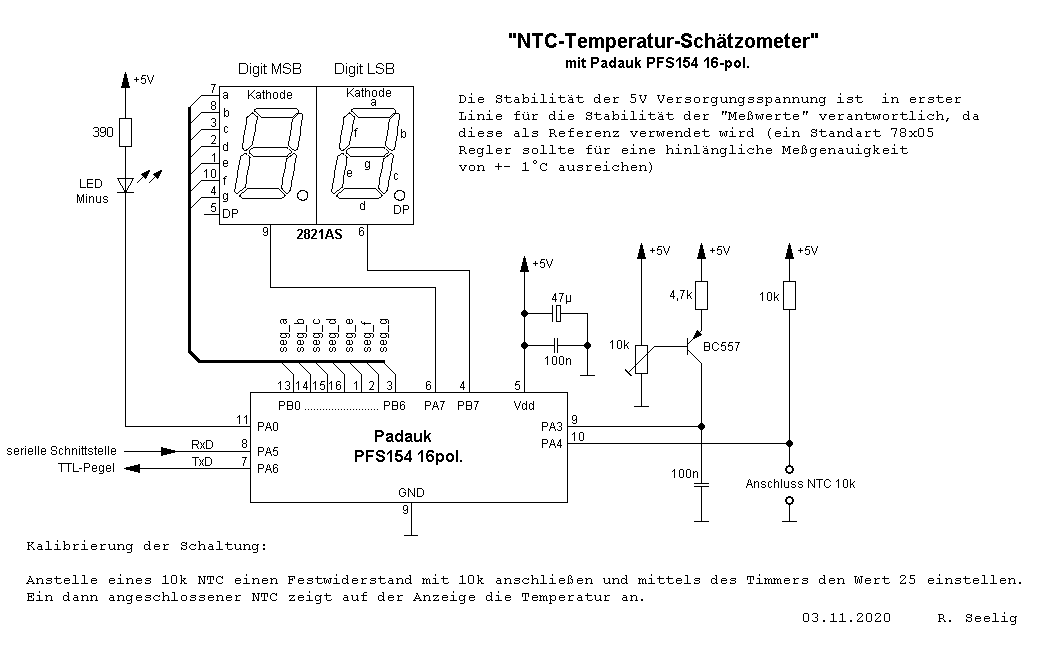 "NTC-Temperatur-Schätzometer"
mit Padauk PFS154 16-pol.
Die Stabilität der 5V Versorgungsspannung ist in erster
Linie für die Stabilität der "Meßwerte" verantwortlich, da
diese als Referenz verwendet wird (ein Standart 78x05
Regler sollte für eine hinlängliche Meßgenauigkeit
von +- 1°C ausreichen)
Digit MSB Digit LSB
+5V
390
LED
Minus
7 a
8 b
3 c
2 d
1 e
10 f
4 g
5 DP
Kathode Kathode
a
f b
g
e c
d DP
9 2821AS 6
+5V
47µ
100n
+5V +5V +5V
4,7k 10k
10k BC557
seg_a seg_b seg_c seg_d seg_e seg_f seg_g
13 14 15 16 1 2 3 6 4 5
PB0 ......................... PB6 PA7 PB7 Vdd
11 PA0
serielle Schnittstelle RxD 8 PA5
TTL-Pegel TxD 7 PA6
Padauk
PFS154 16pol.
PA3 9
PA4 10
GND
9
100n
Anschluss NTC 10k
Kalibrierung der Schaltung:
Anstelle eines 10k NTC einen Festwiderstand mit 10k anschließen und mittels des Timmers den Wert 25 einstellen.
Ein dann angeschlossener NTC zeigt auf der Anzeige die Temperatur an.
03.11.2020 R. Seelig